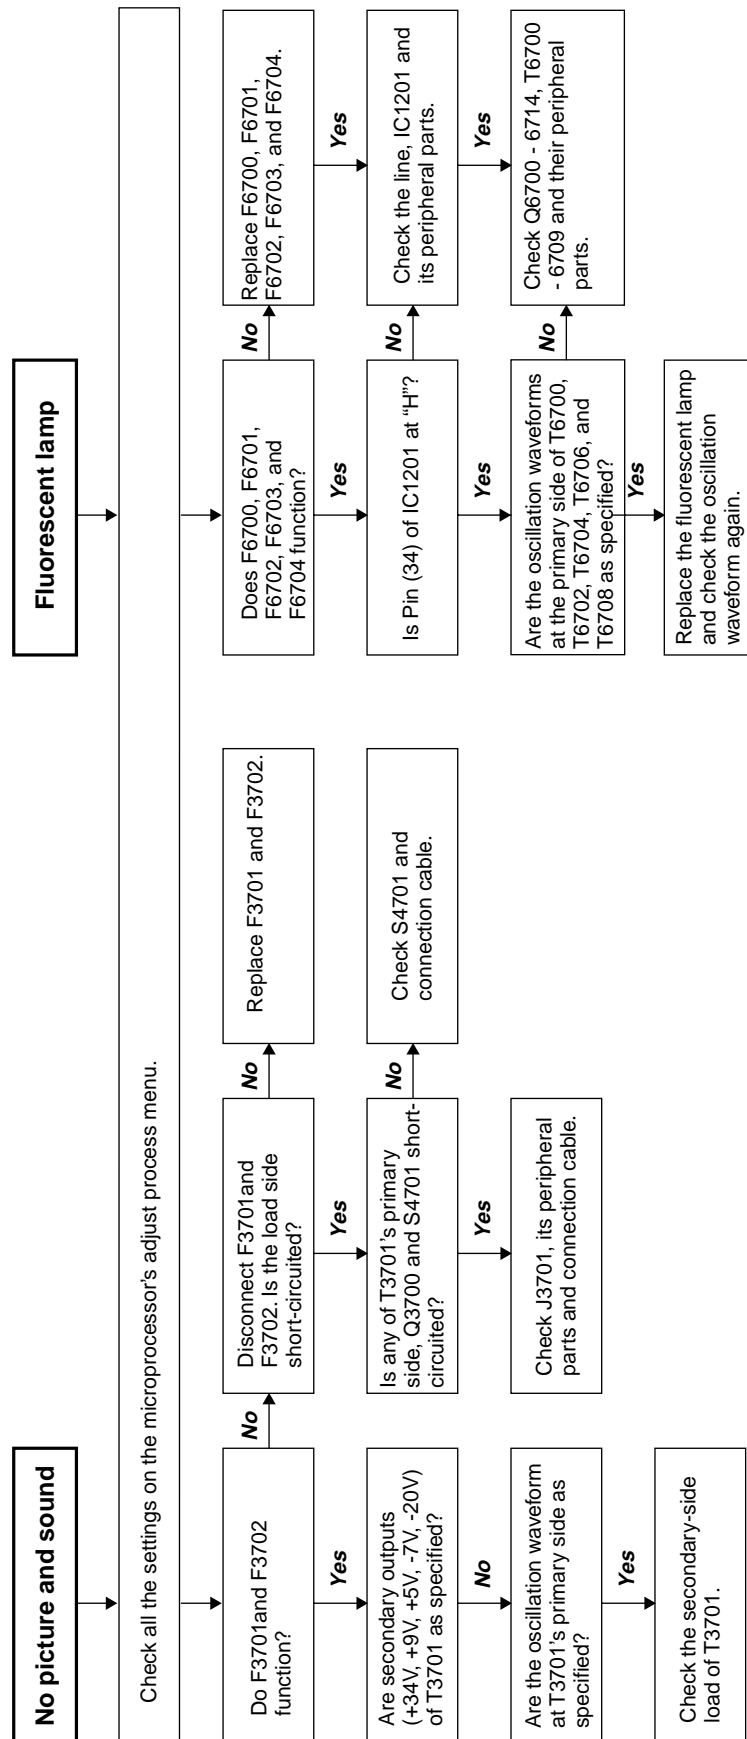 No picture and sound
Fluorescent lamp
Check all the settings on the microprocessor's adjust process menu.
Do F3701and F3702
function?
No
Disconnect F3701and
F3702. Is the load side
short-circuited?
No
Replace F3701 and F3702.
Yes
Yes
Are secondary outputs
(+34V, +9V, +5V, -7V, -20V)
of T3701 as specified?
Is any of T3701's primary
side, Q3700 and S4701 short-
circuited?
No
Check S4701 and
connection cable.
No
Yes
Are the oscillation waveform
at T3701's primary side as
specified?
Check J3701, its peripheral
parts and connection cable.
Yes
Check the secondary-side
load of T3701.
Does F6700, F6701,
F6702, F6703, and
F6704 function?
No
Replace F6700, F6701,
F6702, F6703, and F6704.
Yes
Yes
Is Pin (34) of IC1201 at “H”?
No
Check the line, IC1201 and
its peripheral parts.
Yes
Yes
Are the oscillation waveforms
at the primary side of T6700,
T6702, T6704, T6706, and
T6708 as specified?
No
Check Q6700 - 6714, T6700
- 6709 and their peripheral
parts.
Yes
Replace the fluorescent lamp
and check the oscillation
waveform again.